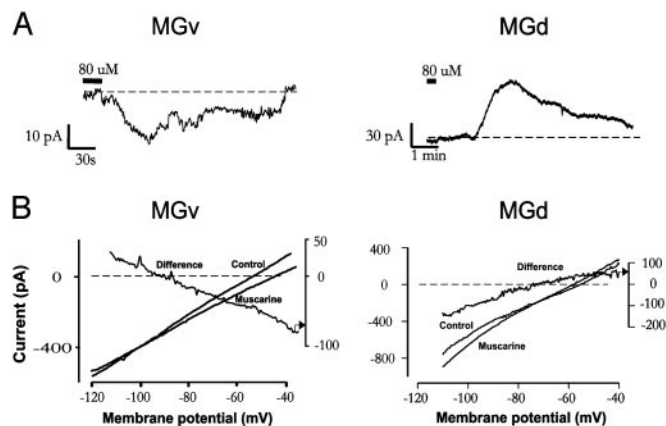 A
MGv
MGd
80 uM
80 uM
10 pA
30s
30 pA
1 min
B
MGv
MGd
Current (pA)
0
-400
50
0
-100
Difference
Control
Muscarine
-120 -100 -80 -60 -40
Membrane potential (mV)
400
0
-400
-800
100
0
-100
-200
Difference
Control
Muscarine
-120 -100 -80 -60 -40
Membrane potential (mV)